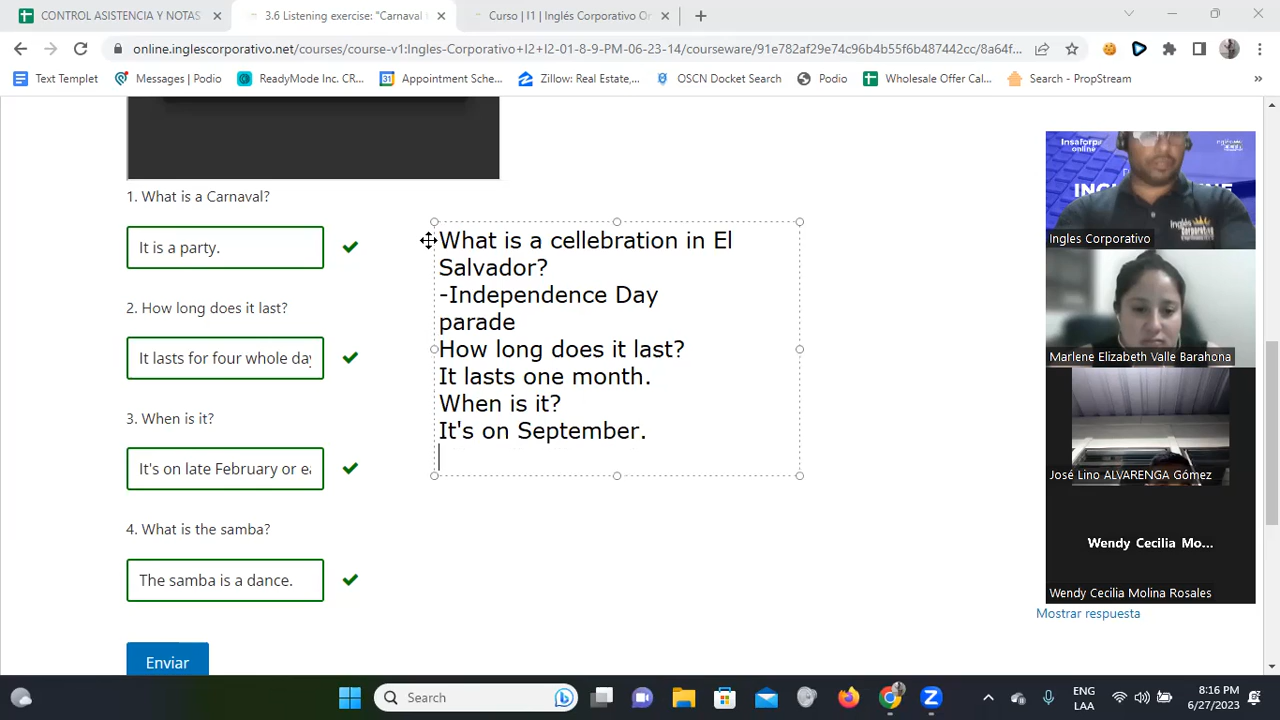 CONTROL ASISTENCIA Y NOTAS
3.6 Listening exercise: "Carnaval
Curso | I1 | Inglés Corporativo On
online.inglescorporativo.net/courses/course-v1:Ingles-Corporativo+I2+I2-01-8-9-PM-06-23-14/courseware/91e782af29e74c96b4b55f6b487442cc/8a64f...
Text Templet
Messages | Podio
ReadyMode Inc. CR...
Appointment Sche...
Zillow: Real Estate,...
OSCN Docket Search
Podio
Wholesale Offer Cal...
Search - PropStream
»
1. What is a Carnaval?
It is a party.
2. How long does it last?
It lasts for four whole day
3. When is it?
It's on late February or ea
4. What is the samba?
The samba is a dance.
Enviar
What is a cellebration in El
Salvador?
-Independence Day
parade
How long does it last?
It lasts one month.
When is it?
It's on September.
Ingles Corporativo
Marlene Elizabeth Valle Barahona
José Lino ALVARENGA Gómez
Wendy Cecilia Mo...
Wendy Cecilia Molina Rosales
Mostrar respuesta
Search
ENG
LAA
8:16 PM
6/27/2023